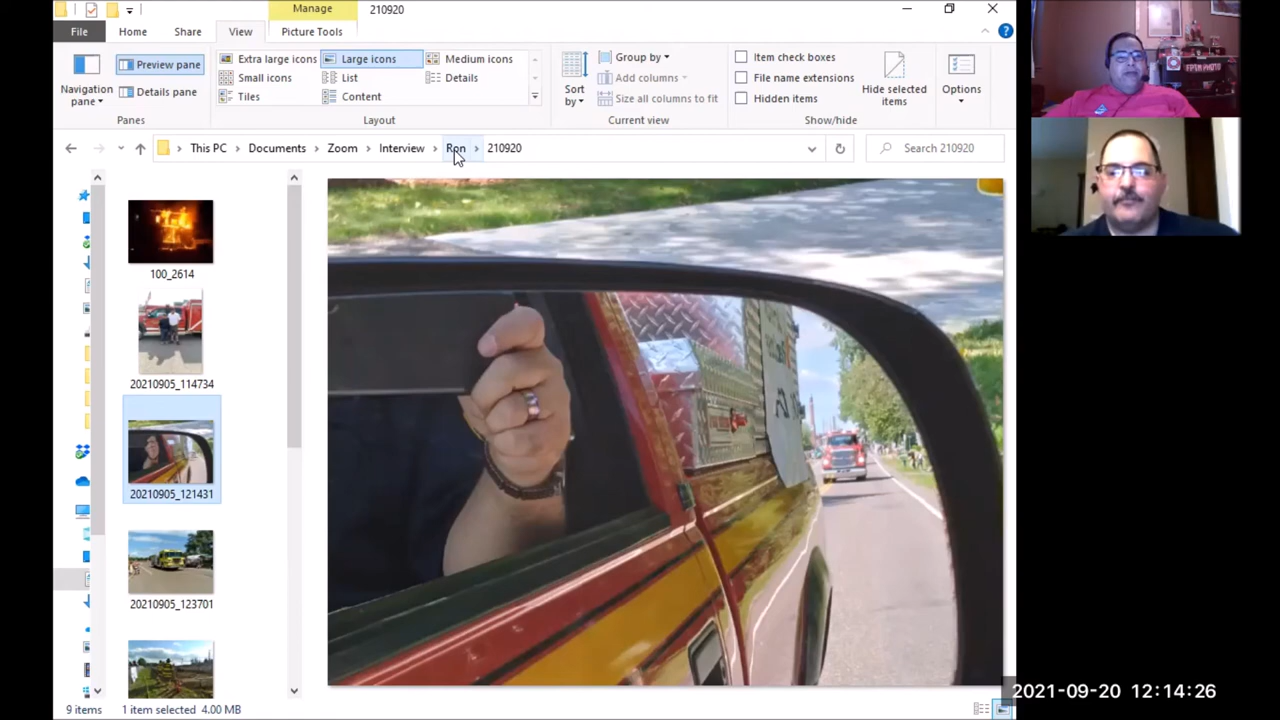 Manage
210920
File
Home
Share
View
Picture Tools
Navigation pane
Preview pane
Details pane
Panes
Extra large icons
Large icons
Medium icons
Small icons
List
Details
Tiles
Content
Layout
Sort by
Group by
Add columns
Size all columns to fit
Current view
Item check boxes
File name extensions
Hidden items
Hide selected items
Show/hide
Options
This PC > Documents > Zoom > Interview > Ron > 210920
Search 210920
100_2614
20210905_114734
20210905_121431
20210905_123701
9 items
1 item selected 4.00 MB
2021-09-20 12:14:26